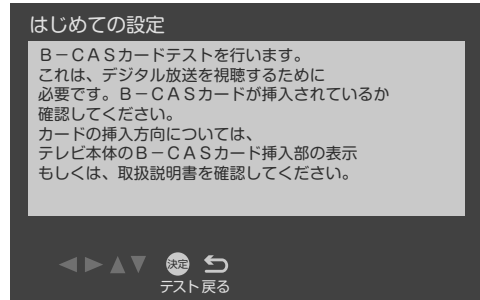 はじめての設定
B－CASカードテストを行います。
これは、デジタル放送を視聴するために
必要です。B－CASカードが挿入されているか
確認してください。
カードの挿入方向については、
テレビ本体のB－CASカード挿入部の表示
もしくは、取扱説明書を確認してください。
決定
テスト 戻る